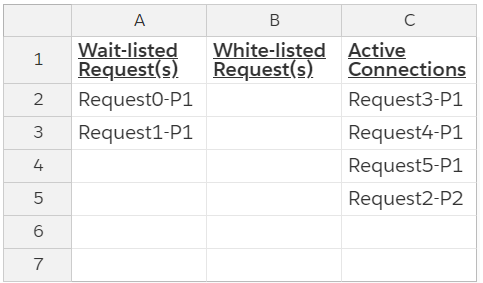 A B C
1 Wait-listed Request(s) White-listed Request(s) Active Connections
2 Request0-P1 Request3-P1
3 Request1-P1 Request4-P1
4 Request5-P1
5 Request2-P2
6
7